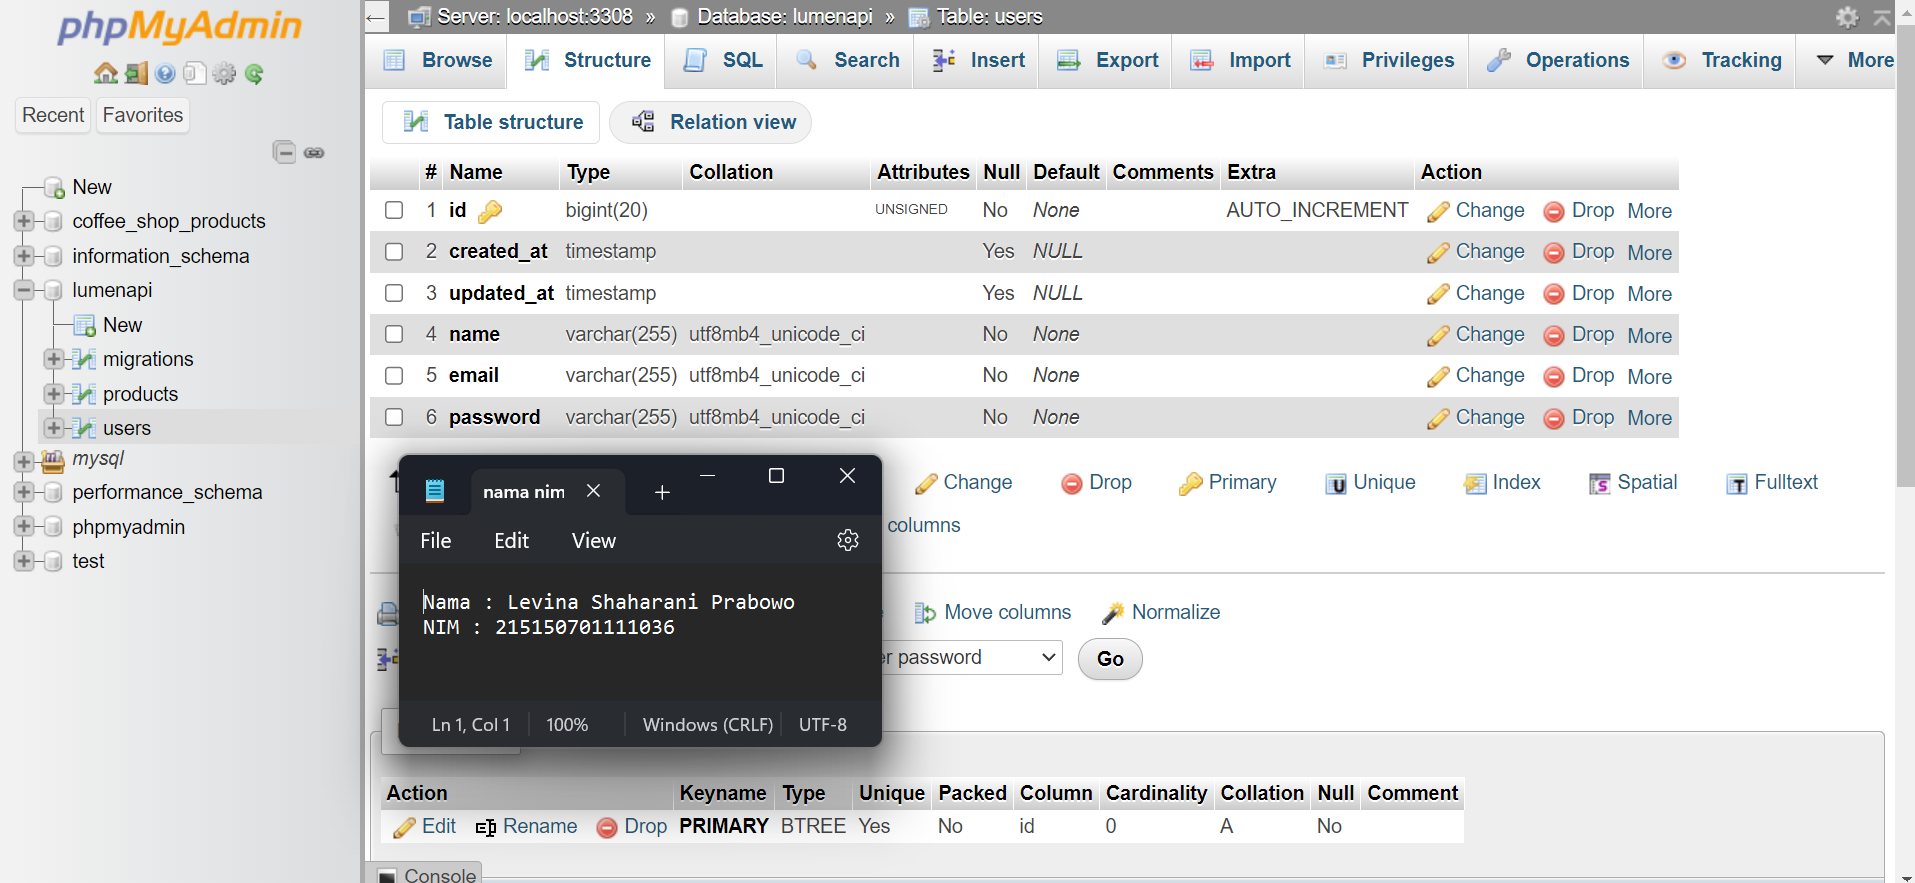 phpMyAdmin
Recent Favorites
New
coffee_shop_products
information_schema
lumenapi
New
migrations
products
users
mysql
performance_schema
phpmyadmin
test
Server: localhost:3308 » Database: lumenapi » Table: users
Browse Structure SQL Search Insert Export Import Privileges Operations Tracking More
Table structure Relation view
# Name Type Collation Attributes Null Default Comments Extra Action
1 id bigint(20) UNSIGNED No None AUTO_INCREMENT Change Drop More
2 created_at timestamp Yes NULL Change Drop More
3 updated_at timestamp Yes NULL Change Drop More
4 name varchar(255) utf8mb4_unicode_ci No None Change Drop More
5 email varchar(255) utf8mb4_unicode_ci No None Change Drop More
6 password varchar(255) utf8mb4_unicode_ci No None Change Drop More
Change Drop Primary Unique Index Spatial Fulltext
columns
Move columns Normalize
password Go
nama nim
File Edit View
Nama : Levina Shaharani Prabowo
NIM : 215150701111036
Ln 1, Col 1 100% Windows (CRLF) UTF-8
Action Keyname Type Unique Packed Column Cardinality Collation Null Comment
Edit Rename Drop PRIMARY BTREE Yes No id 0 A No
Console